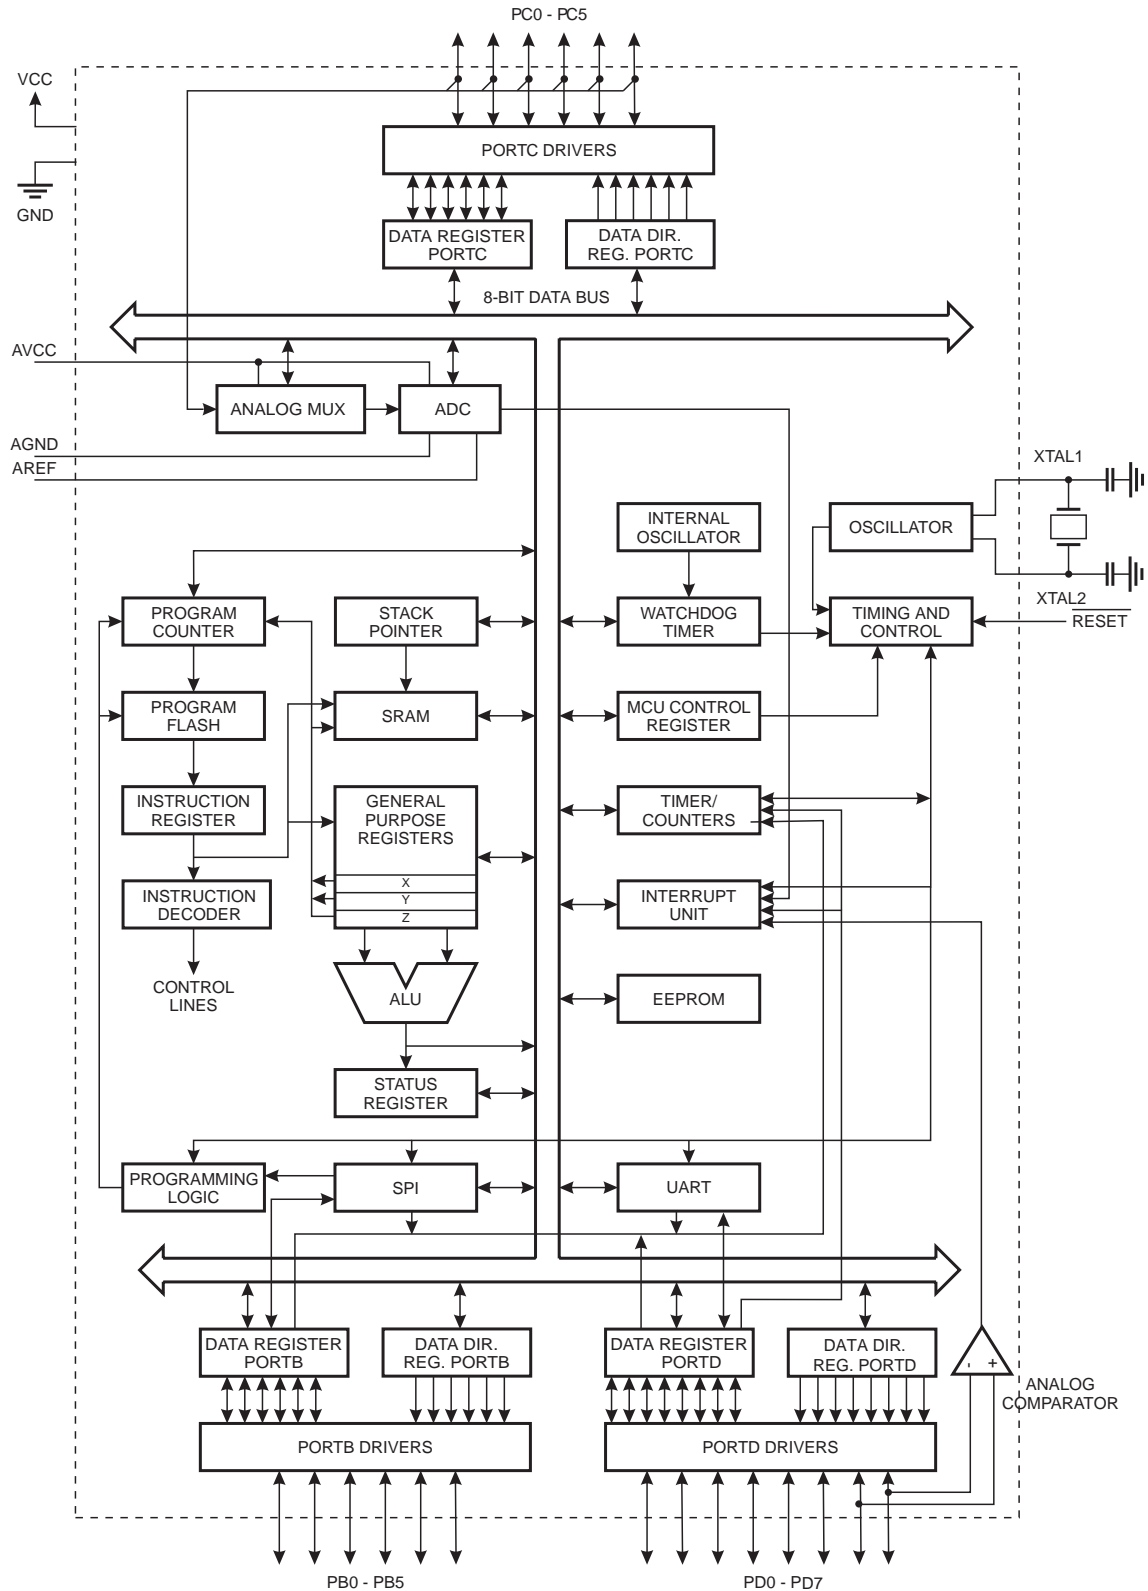 PC0 - PC5
VCC
PORTC DRIVERS
GND
DATA REGISTER
PORTC
DATA DIR.
REG. PORTC
8-BIT DATA BUS
AVCC
ANALOG MUX
ADC
AGND
AREF
XTAL1
INTERNAL
OSCILLATOR
OSCILLATOR
XTAL2
RESET
PROGRAM
COUNTER
STACK
POINTER
WATCHDOG
TIMER
TIMING AND
CONTROL
PROGRAM
FLASH
SRAM
MCU CONTROL
REGISTER
INSTRUCTION
REGISTER
GENERAL
PURPOSE
REGISTERS
X
Y
Z
TIMER/
COUNTERS
INSTRUCTION
DECODER
INTERRUPT
UNIT
CONTROL
LINES
ALU
EEPROM
STATUS
REGISTER
PROGRAMMING
LOGIC
SPI
UART
DATA REGISTER
PORTB
DATA DIR.
REG. PORTB
DATA REGISTER
PORTD
DATA DIR.
REG. PORTD
- +
ANALOG
COMPARATOR
PORTB DRIVERS
PORTD DRIVERS
PB0 - PB5
PD0 - PD7